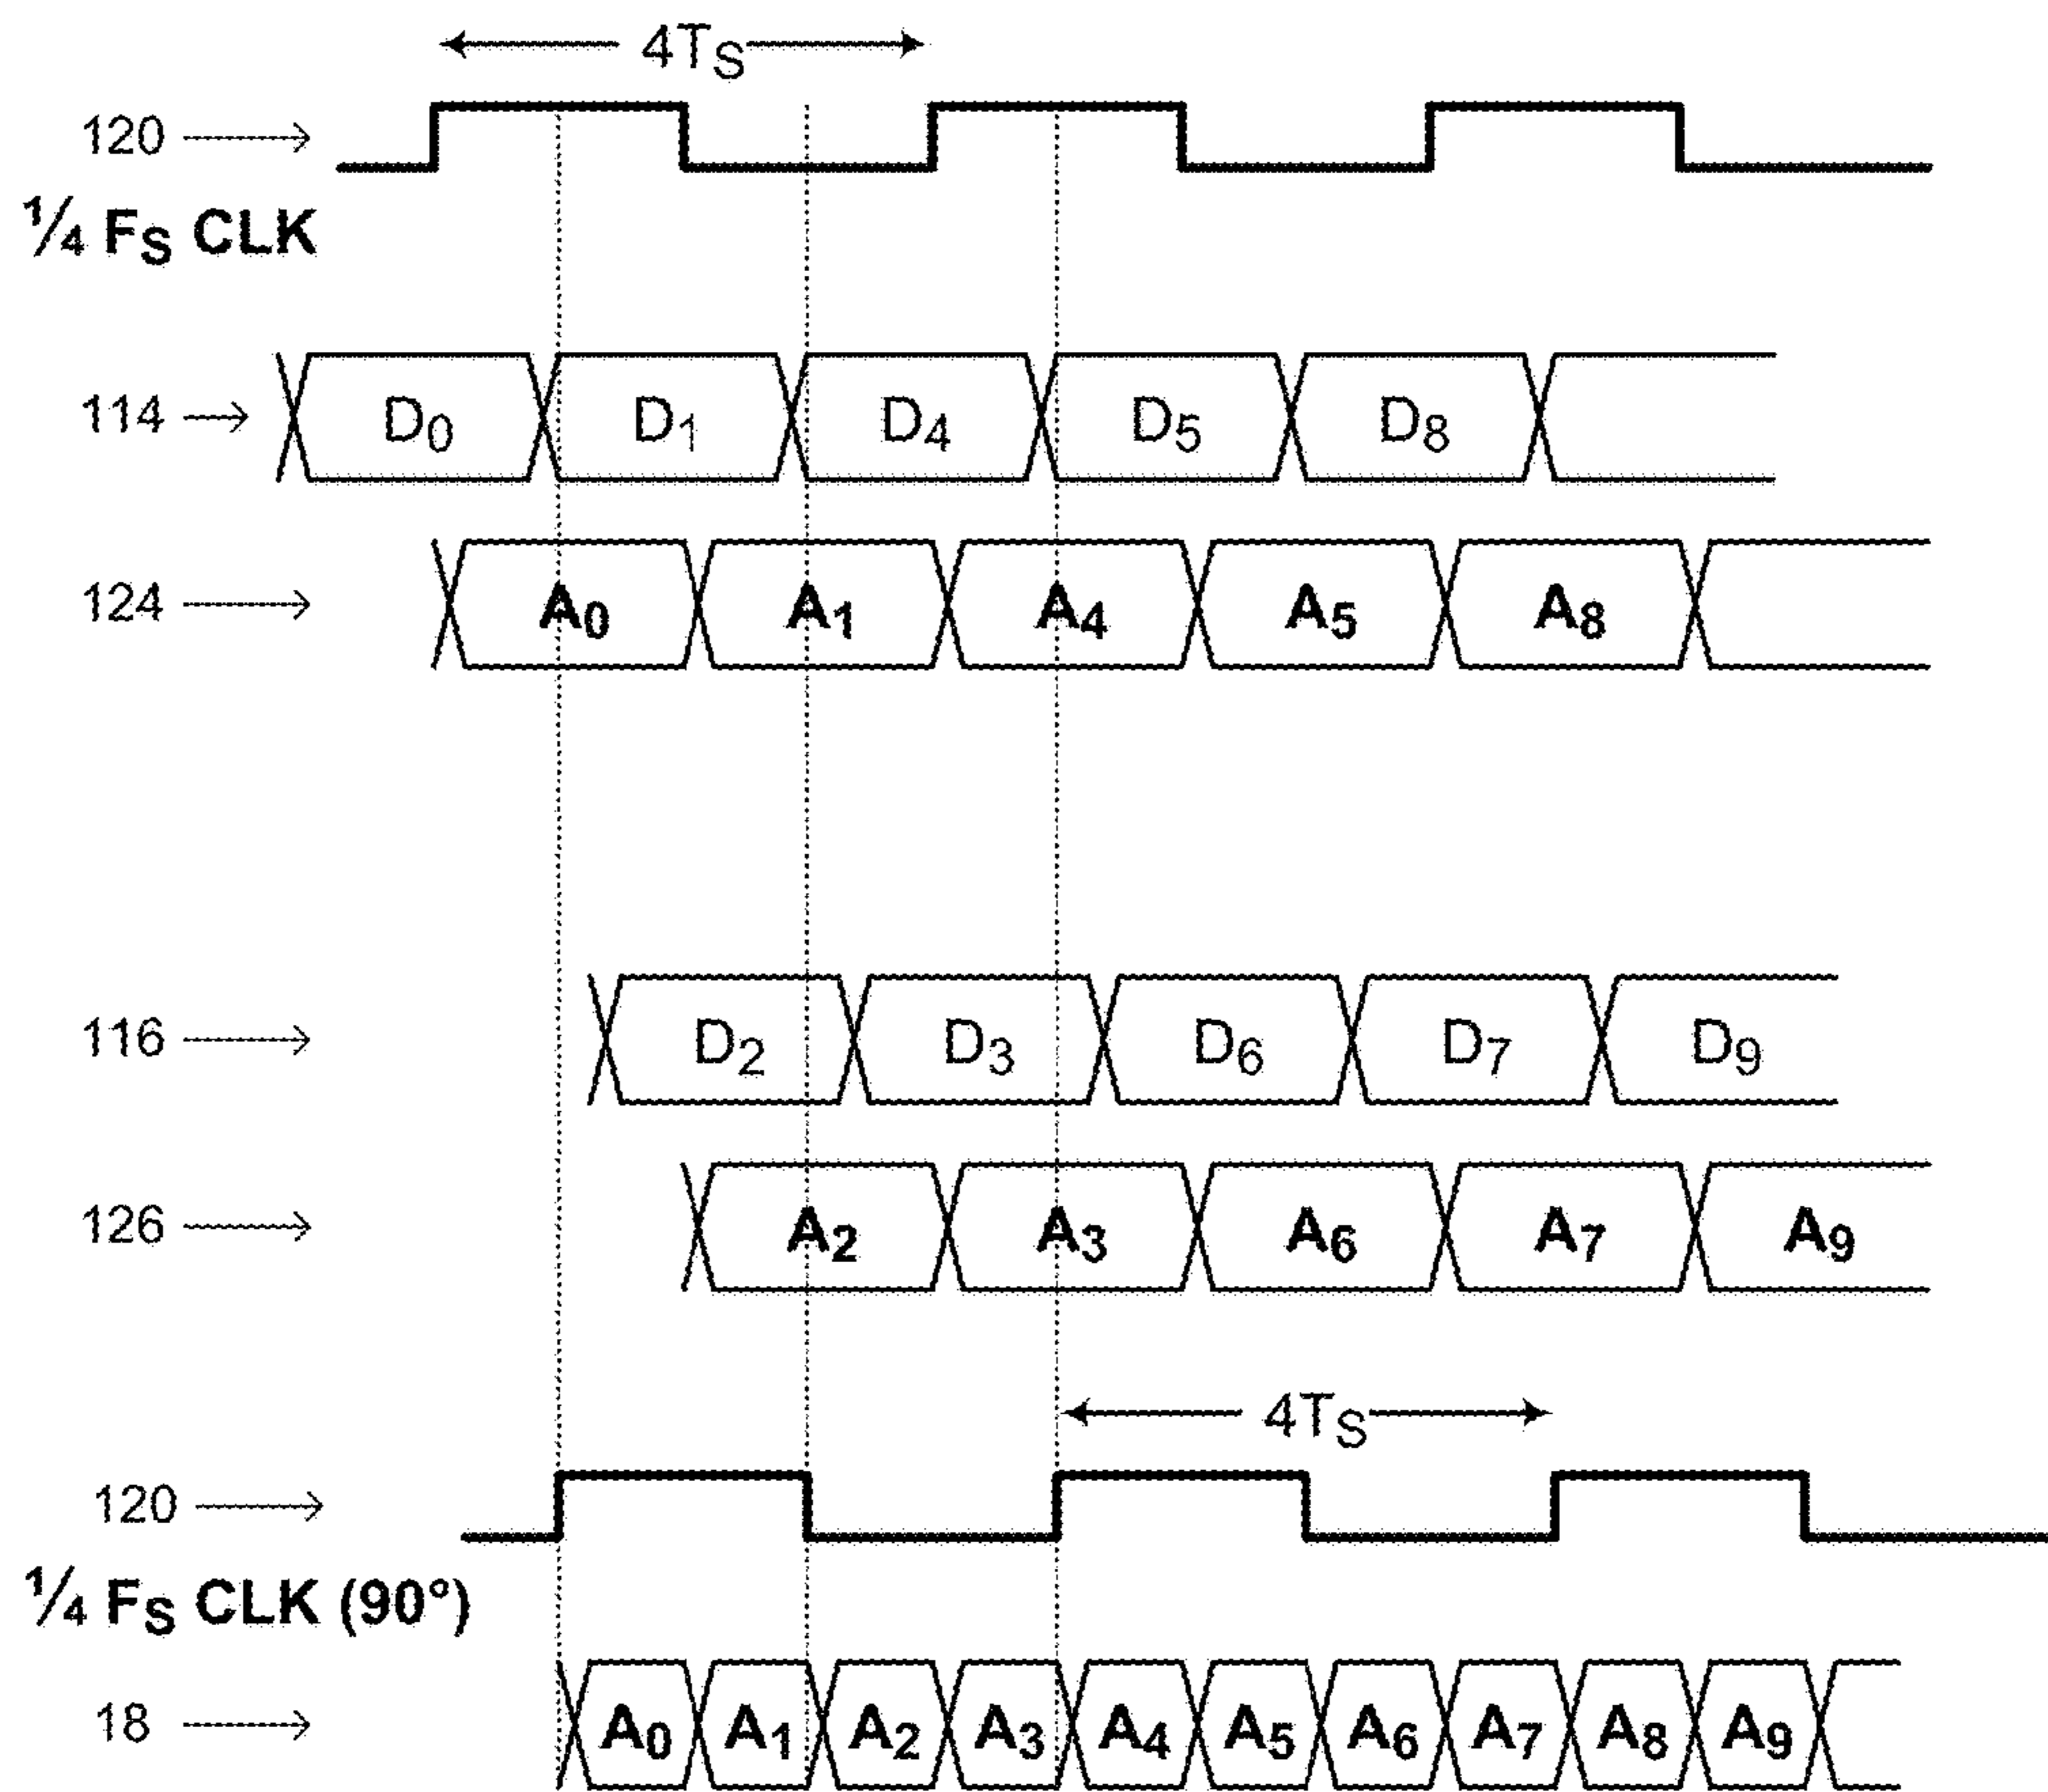 4TS
120
¼ FS CLK
114 D0 D1 D4 D5 D8
124 A0 A1 A4 A5 A8
116 D2 D3 D6 D7 D9
126 A2 A3 A6 A7 A9
4TS
120
¼ FS CLK (90°)
18 A0 A1 A2 A3 A4 A5 A6 A7 A8 A9